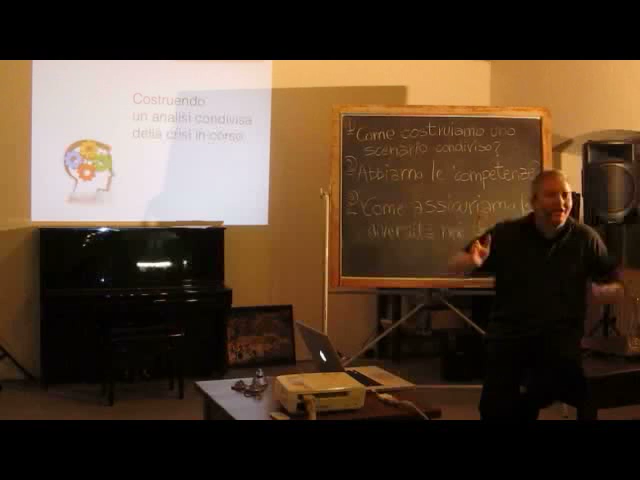 Costruendo
un analisi condivisa
della crisi in corso
1 Come costruiamo uno
scenario condiviso?
2 Abbiamo le competenze
3 Come assicuriamo
diversità